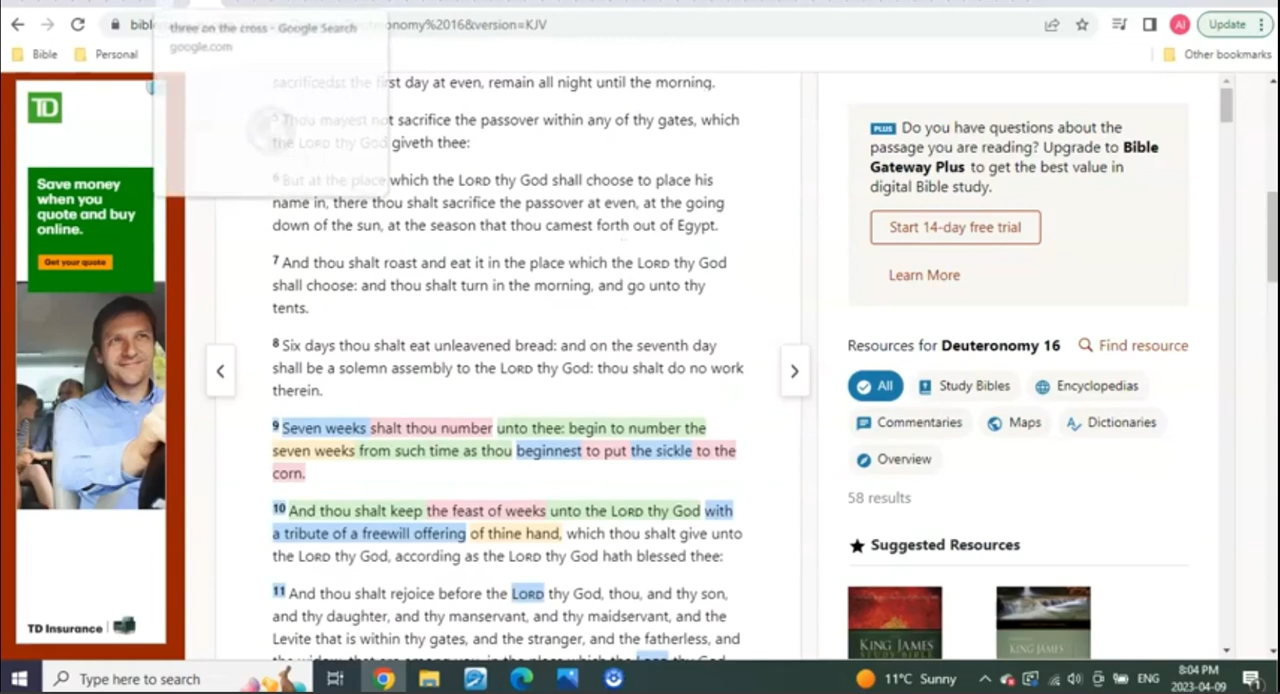 three on the cross - Google Search
google.com
onomy%2016&version=KJV
Update
Bible
Personal
Other bookmarks
TD
Save money
when you
quote and buy
online.
Get your quote
TD Insurance
sacrificedst the first day at even, remain all night until the morning.
Thou mayest not sacrifice the passover within any of thy gates, which
the LORD thy God giveth thee:
6 But at the place which the LORD thy God shall choose to place his
name in, there thou shalt sacrifice the passover at even, at the going
down of the sun, at the season that thou camest forth out of Egypt.
7 And thou shalt roast and eat it in the place which the LORD thy God
shall choose: and thou shalt turn in the morning, and go unto thy
tents.
8 Six days thou shalt eat unleavened bread: and on the seventh day
shall be a solemn assembly to the LORD thy God: thou shalt do no work
therein.
9 Seven weeks shalt thou number unto thee: begin to number the
seven weeks from such time as thou beginnest to put the sickle to the
corn.
10 And thou shalt keep the feast of weeks unto the LORD thy God with
a tribute of a freewill offering of thine hand, which thou shalt give unto
the LORD thy God, according as the LORD thy God hath blessed thee:
11 And thou shalt rejoice before the LORD thy God, thou, and thy son,
and thy daughter, and thy manservant, and thy maidservant, and the
Levite that is within thy gates, and the stranger, and the fatherless, and
PLUS Do you have questions about the
passage you are reading? Upgrade to Bible
Gateway Plus to get the best value in
digital Bible study.
Start 14-day free trial
Learn More
Resources for Deuteronomy 16
Find resource
All
Study Bibles
Encyclopedias
Commentaries
Maps
Dictionaries
Overview
58 results
Suggested Resources
KING JAMES
KING JAMES
Type here to search
11°C Sunny
ENG
8:04 PM
2023-04-09